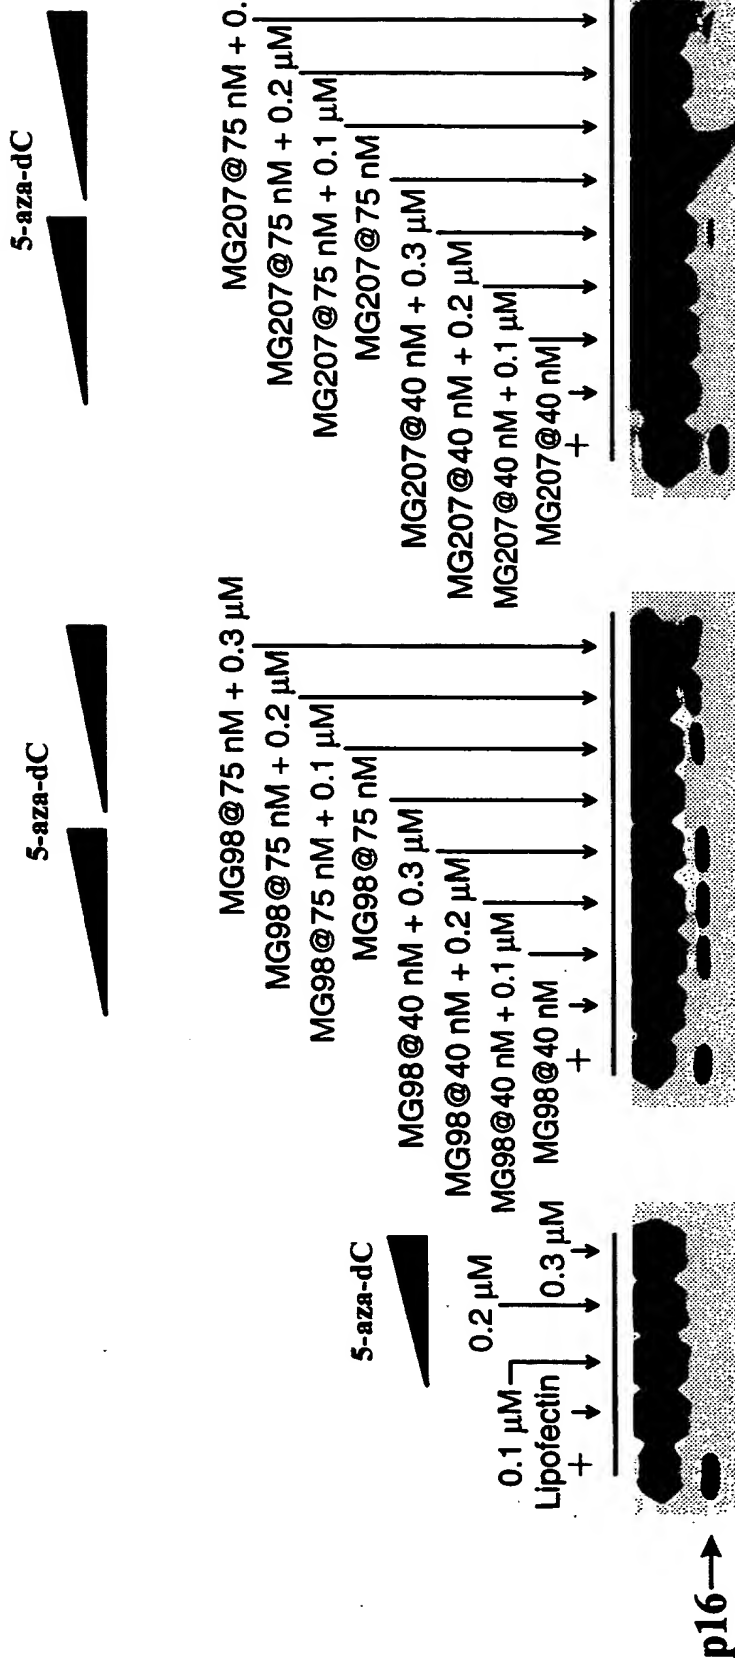 p16
5-aza-dC
0.1 μM
0.2 μM
0.3 μM
Lipofectin
+
5-aza-dC
MG98@75 nM + 0.3 μM
MG98@75 nM + 0.2 μM
MG98@75 nM + 0.1 μM
MG98@75 nM
MG98@40 nM + 0.3 μM
MG98@40 nM + 0.2 μM
MG98@40 nM + 0.1 μM
MG98@40 nM
+
5-aza-dC
MG207@75 nM + 0.
MG207@75 nM + 0.2 μM
MG207@75 nM + 0.1 μM
MG207@75 nM
MG207@40 nM + 0.3 μM
MG207@40 nM + 0.2 μM
MG207@40 nM + 0.1 μM
MG207@40 nM
+